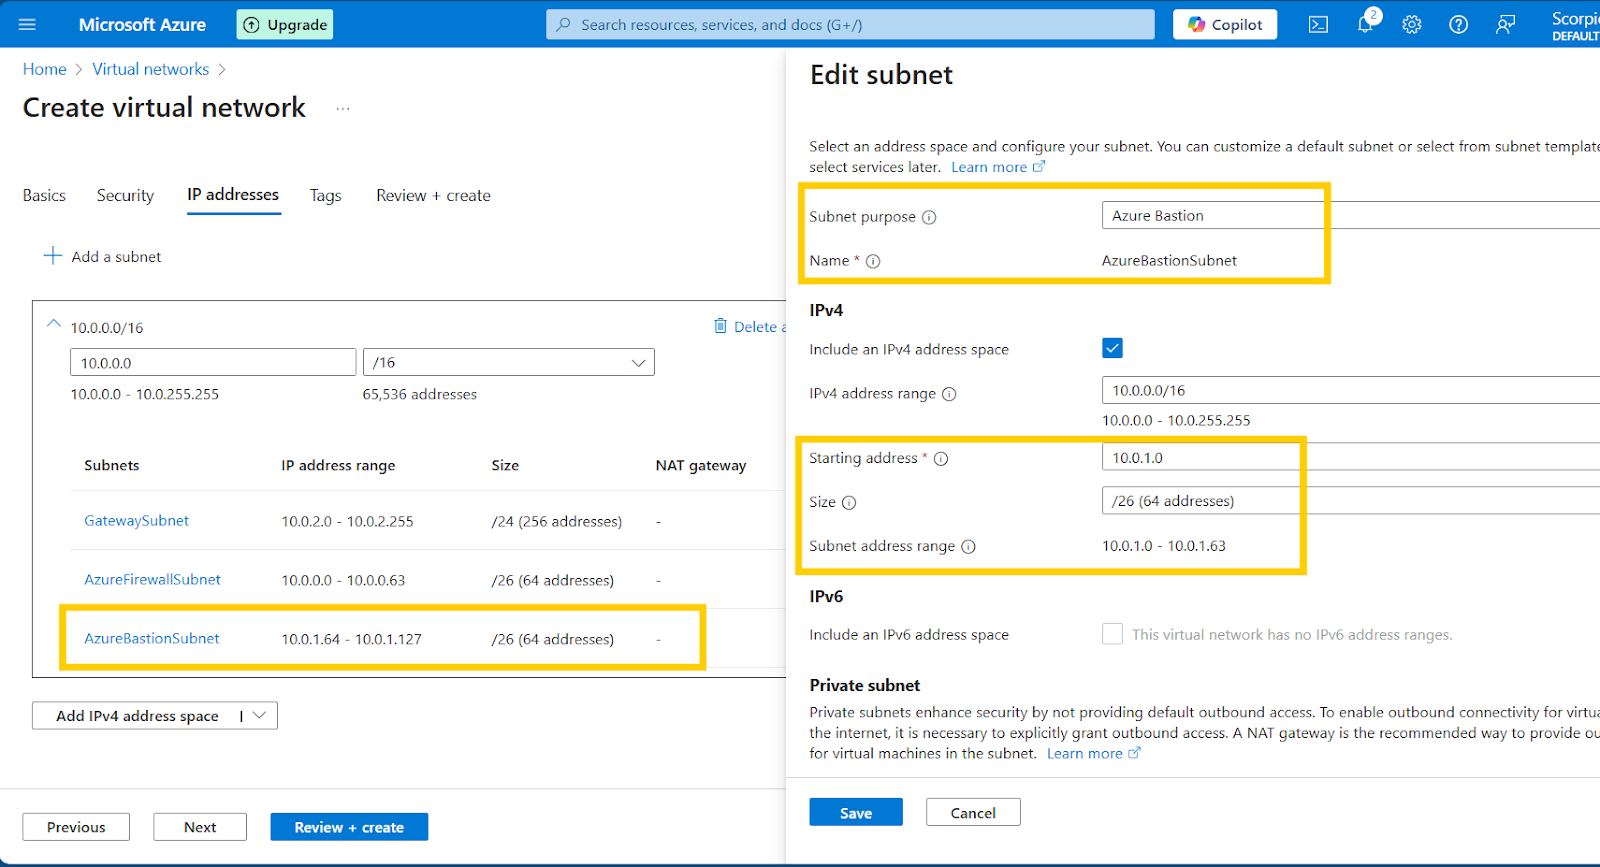 Microsoft Azure
Upgrade
Search resources, services, and docs (G+/)
Copilot
2
Scorpio
DEFAULT
Home > Virtual networks >
Create virtual network ...
Basics Security IP addresses Tags Review + create
+ Add a subnet
10.0.0.0/16
Delete a
10.0.0.0 /16
10.0.0.0 - 10.0.255.255 65,536 addresses
Subnets IP address range Size NAT gateway
GatewaySubnet 10.0.2.0 - 10.0.2.255 /24 (256 addresses) -
AzureFirewallSubnet 10.0.0.0 - 10.0.0.63 /26 (64 addresses) -
AzureBastionSubnet 10.0.1.64 - 10.0.1.127 /26 (64 addresses) -
Add IPv4 address space |
Previous Next Review + create
Edit subnet
Select an address space and configure your subnet. You can customize a default subnet or select from subnet template
select services later. Learn more
Subnet purpose Azure Bastion
Name * AzureBastionSubnet
IPv4
Include an IPv4 address space
IPv4 address range 10.0.0.0/16
10.0.0.0 - 10.0.255.255
Starting address * 10.0.1.0
Size /26 (64 addresses)
Subnet address range 10.0.1.0 - 10.0.1.63
IPv6
Include an IPv6 address space This virtual network has no IPv6 address ranges.
Private subnet
Private subnets enhance security by not providing default outbound access. To enable outbound connectivity for virtua
the internet, it is necessary to explicitly grant outbound access. A NAT gateway is the recommended way to provide ou
for virtual machines in the subnet. Learn more
Save Cancel